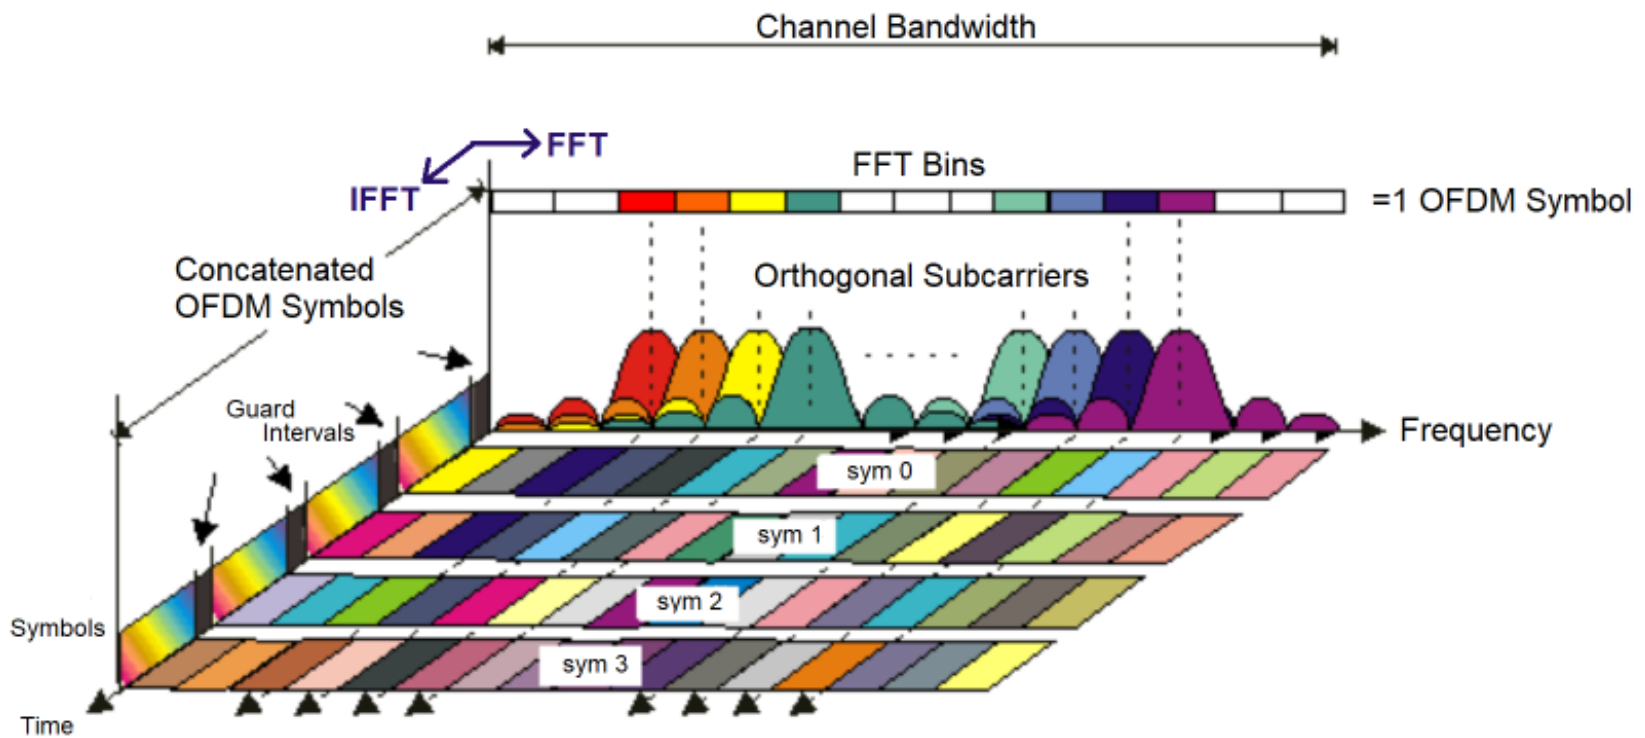 Channel Bandwidth
FFT
IFFT
FFT Bins
=1 OFDM Symbol
Concatenated
OFDM Symbols
Orthogonal Subcarriers
Guard
Intervals
Frequency
sym 0
sym 1
sym 2
Symbols
sym 3
Time